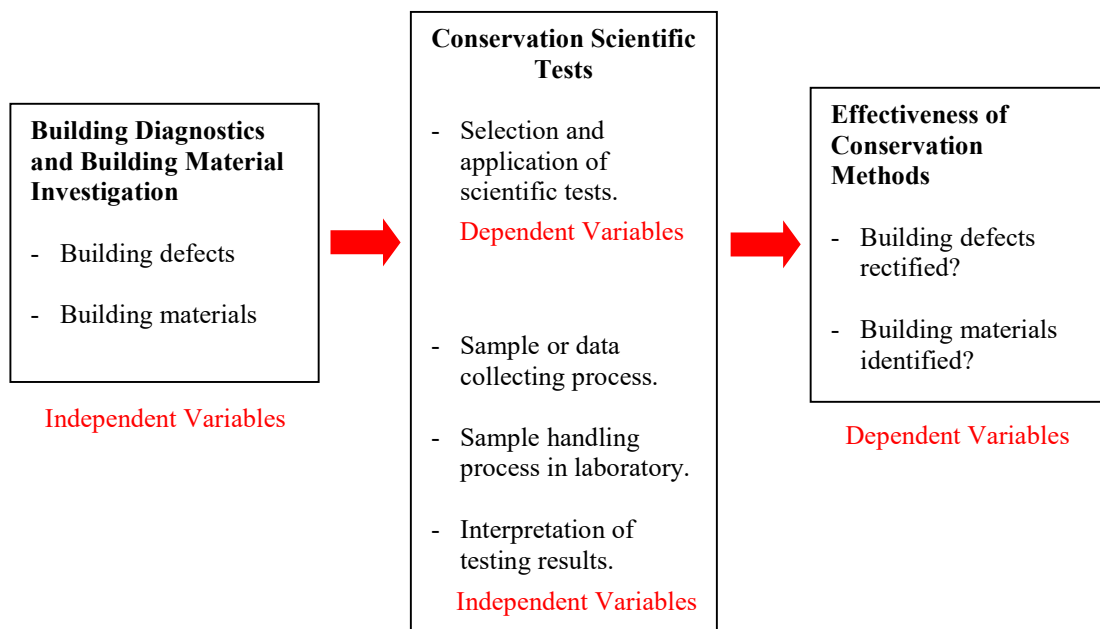 Building Diagnostics
and Building Material
Investigation
- Building defects
- Building materials
Independent Variables
Conservation Scientific
Tests
- Selection and
application of
scientific tests.
Dependent Variables
- Sample or data
collecting process.
- Sample handling
process in laboratory.
- Interpretation of
testing results.
Independent Variables
Effectiveness of
Conservation
Methods
- Building defects
rectified?
- Building materials
identified?
Dependent Variables